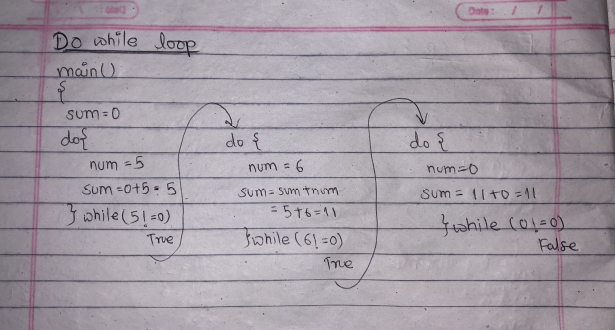 Date: / /
Do while loop
main()
{
sum=0
do{
num=5
sum=0+5=5
} while(5!=0)
True
do {
num=6
sum=sum+num
=5+6=11
}while(6!=0)
True
do {
num=0
sum=11+0=11
}while (0!=0)
False